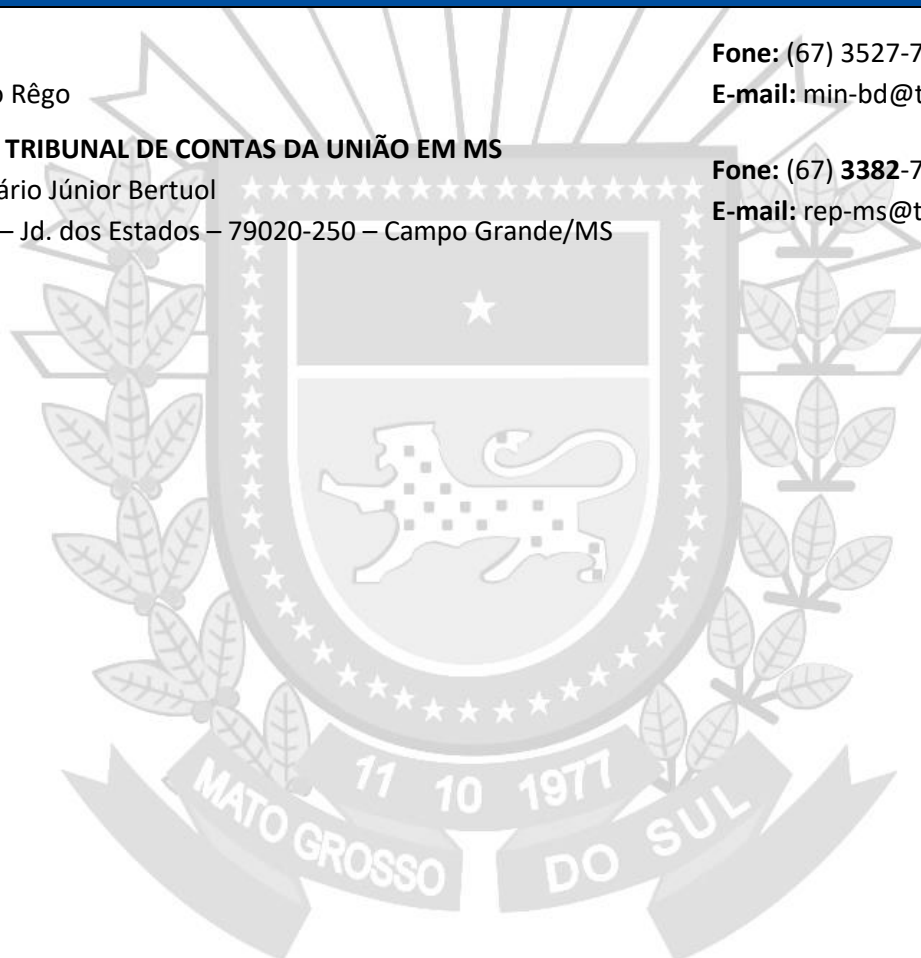 Fone: (67) 3527-7
o Rêgo
E-mail: min-bd@t
TRIBUNAL DE CONTAS DA UNIÃO EM MS
ário Júnior Bertuol
Fone: (67) 3382-7
– Jd. dos Estados – 79020-250 – Campo Grande/MS
E-mail: rep-ms@t
11 10 1977
MATO GROSSO DO SUL